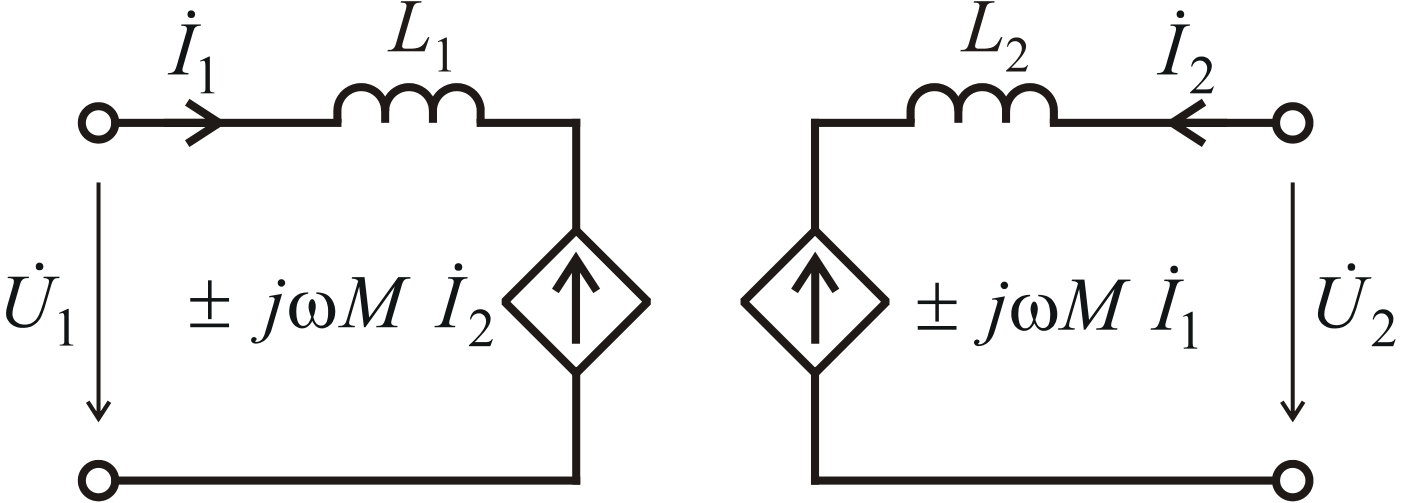 İ₁ L₁ L₂ İ₂
U̇₁ ± jωM İ₂ ± jωM İ₁ U̇₂